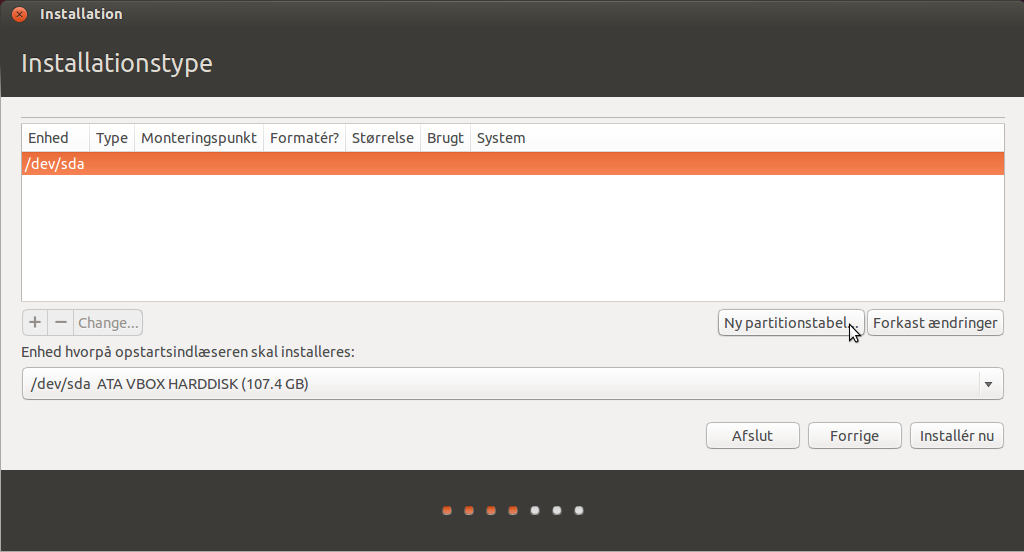 Installation
Installationstype
Enhed Type Monteringspunkt Formatér? Størrelse Brugt System
/dev/sda
+ − Change... Ny partitionstabel... Forkast ændringer
Enhed hvorpå opstartsindlæseren skal installeres:
/dev/sda ATA VBOX HARDDISK (107.4 GB)
Afslut Forrige Installér nu